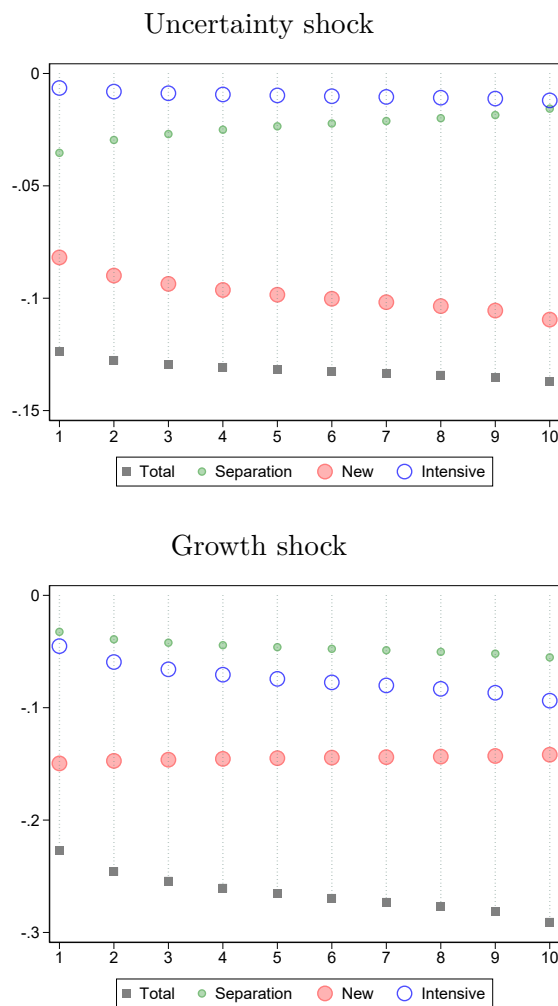 Uncertainty shock
0
-.05
-.1
-.15
1 2 3 4 5 6 7 8 9 10
Total Separation New Intensive
Growth shock
0
-.1
-.2
-.3
1 2 3 4 5 6 7 8 9 10
Total Separation New Intensive